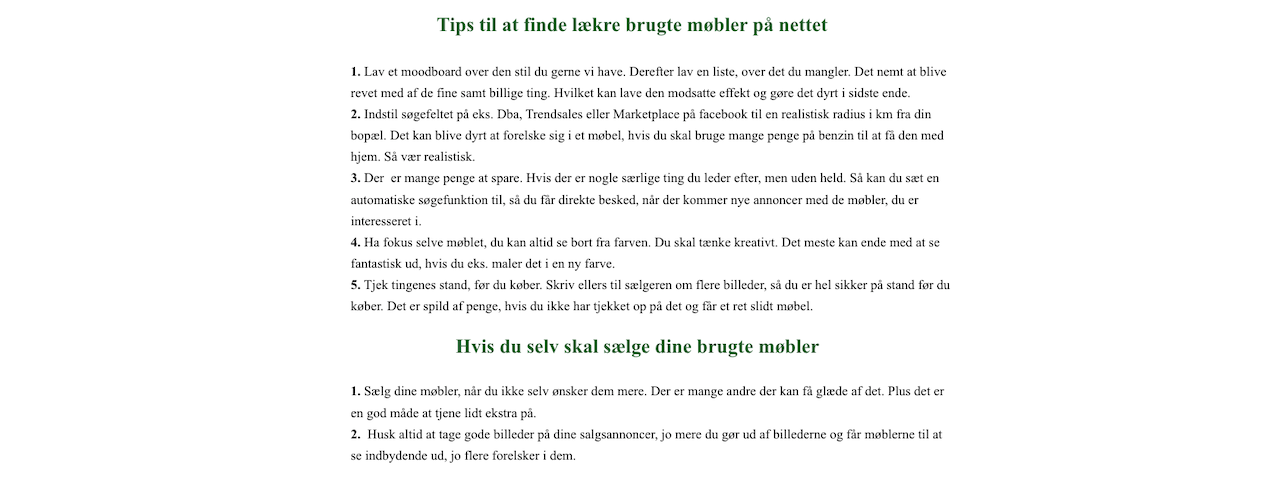 Tips til at finde lækre brugte møbler på nettet
1. Lav et moodboard over den stil du gerne vi have. Derefter lav en liste, over det du mangler. Det nemt at blive
revet med af de fine samt billige ting. Hvilket kan lave den modsatte effekt og gøre det dyrt i sidste ende.
2. Indstil søgefeltet på eks. Dba, Trendsales eller Marketplace på facebook til en realistisk radius i km fra din
bopæl. Det kan blive dyrt at forelske sig i et møbel, hvis du skal bruge mange penge på benzin til at få den med
hjem. Så vær realistisk.
3. Der  er mange penge at spare. Hvis der er nogle særlige ting du leder efter, men uden held. Så kan du sæt en
automatiske søgefunktion til, så du får direkte besked, når der kommer nye annoncer med de møbler, du er
interesseret i.
4. Ha fokus selve møblet, du kan altid se bort fra farven. Du skal tænke kreativt. Det meste kan ende med at se
fantastisk ud, hvis du eks. maler det i en ny farve.
5. Tjek tingenes stand, før du køber. Skriv ellers til sælgeren om flere billeder, så du er hel sikker på stand før du
køber. Det er spild af penge, hvis du ikke har tjekket op på det og får et ret slidt møbel.
Hvis du selv skal sælge dine brugte møbler
1. Sælg dine møbler, når du ikke selv ønsker dem mere. Der er mange andre der kan få glæde af det. Plus det er
en god måde at tjene lidt ekstra på.
2.  Husk altid at tage gode billeder på dine salgsannoncer, jo mere du gør ud af billederne og får møblerne til at
se indbydende ud, jo flere forelsker i dem.